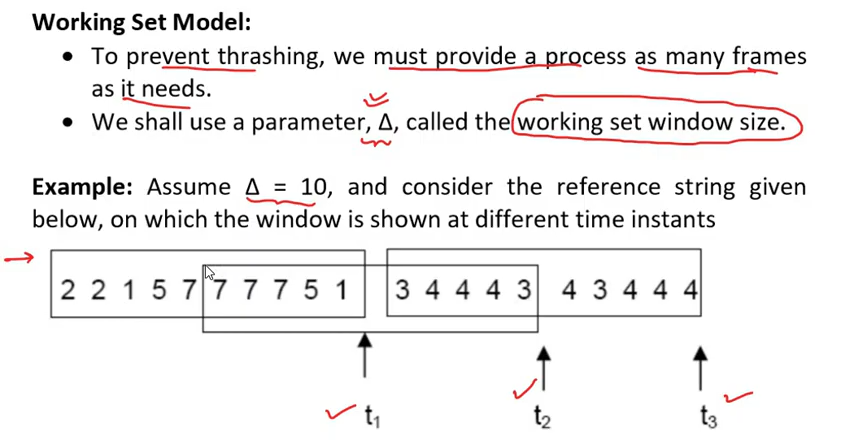 Working Set Model:
• To prevent thrashing, we must provide a process as many frames
as it needs.
• We shall use a parameter, Δ, called the working set window size.
Example: Assume Δ = 10, and consider the reference string given
below, on which the window is shown at different time instants
2 2 1 5 7 7 7 7 5 1 3 4 4 4 3 4 3 4 4 4
t₁ t₂ t₃